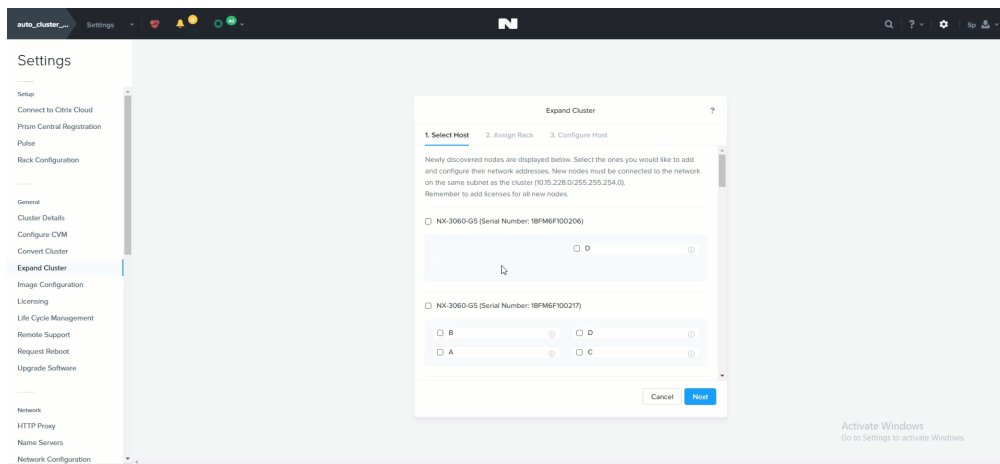 auto_cluster_... Settings 6 40 ? Sp
Settings
Setup
Connect to Citrix Cloud
Prism Central Registration
Pulse
Rack Configuration
General
Cluster Details
Configure CVM
Convert Cluster
Expand Cluster
Image Configuration
Licensing
Life Cycle Management
Remote Support
Request Reboot
Upgrade Software
Network
HTTP Proxy
Name Servers
Network Configuration
Expand Cluster ?
1. Select Host 2. Assign Rack 3. Configure Host
Newly discovered nodes are displayed below. Select the ones you would like to add
and configure their network addresses. New nodes must be connected to the network
on the same subnet as the cluster (10.15.228.0/255.255.254.0).
Remember to add licenses for all new nodes.
NX-3060-G5 (Serial Number: 18FM6F100206)
D
NX-3060-G5 (Serial Number: 18FM6F100217)
B D
A C
Cancel Next
Activate Windows
Go to Settings to activate Windows.